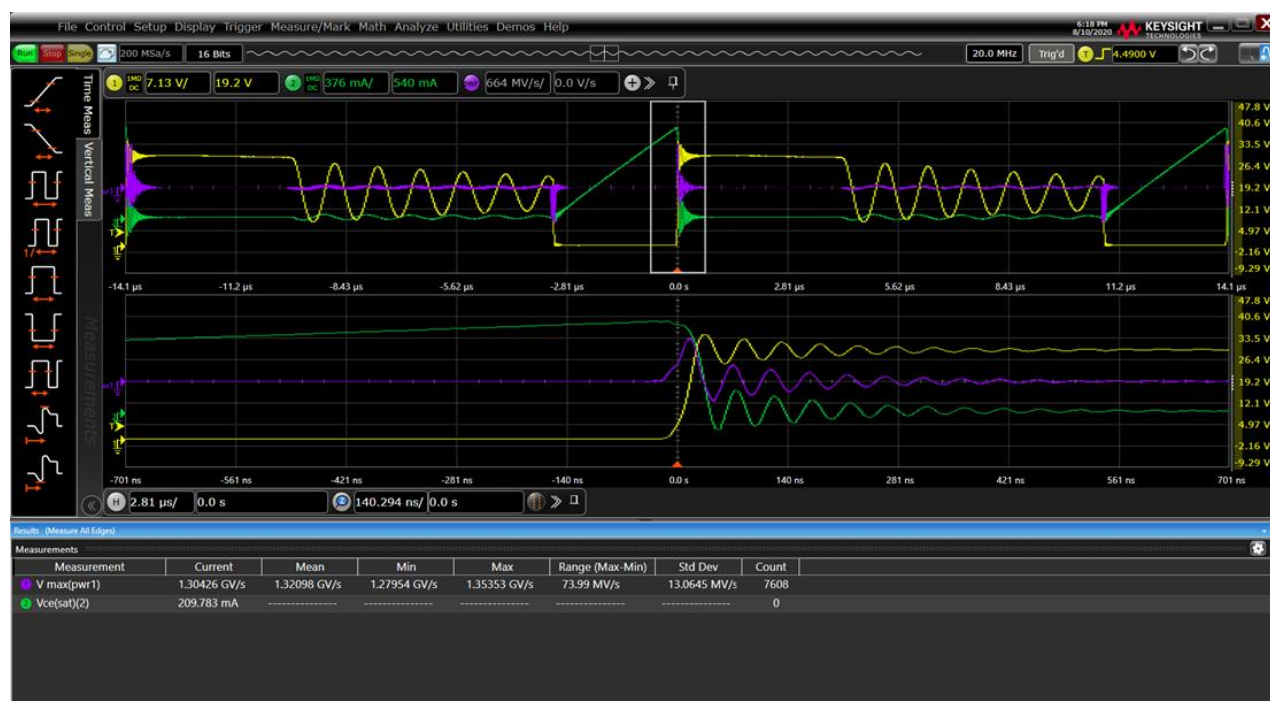 File Control Setup Display Trigger Measure/Mark Math Analyze Utilities Demos Help
6:18 PM
8/10/2020
KEYSIGHT
TECHNOLOGIES
Run Stop Single 200 MSa/s 16 Bits 20.0 MHz Trig'd T 4.4900 V
Time Meas
Vertical Meas
Measurements
1 1MΩ DC 7.13 V/ 19.2 V 2 1MΩ DC 376 mA/ 540 mA 664 MV/s/ 0.0 V/s
47.8 V
40.6 V
33.5 V
26.4 V
19.2 V
12.1 V
4.97 V
-2.16 V
-9.29 V
-14.1 µs -11.2 µs -8.43 µs -5.62 µs -2.81 µs 0.0 s 2.81 µs 5.62 µs 8.43 µs 11.2 µs 14.1 µs
47.8 V
40.6 V
33.5 V
26.4 V
19.2 V
12.1 V
4.97 V
-2.16 V
-9.29 V
-701 ns -561 ns -421 ns -281 ns -140 ns 0.0 s 140 ns 281 ns 421 ns 561 ns 701 ns
H 2.81 µs/ 0.0 s 140.294 ns/ 0.0 s
Results (Measure All Edges)
Measurements
Measurement Current Mean Min Max Range (Max-Min) Std Dev Count
V max(pwr1) 1.30426 GV/s 1.32098 GV/s 1.27954 GV/s 1.35353 GV/s 73.99 MV/s 13.0645 MV/s 7608
2 Vce(sat)(2) 209.783 mA --------------- --------------- --------------- --------------- --------------- 0